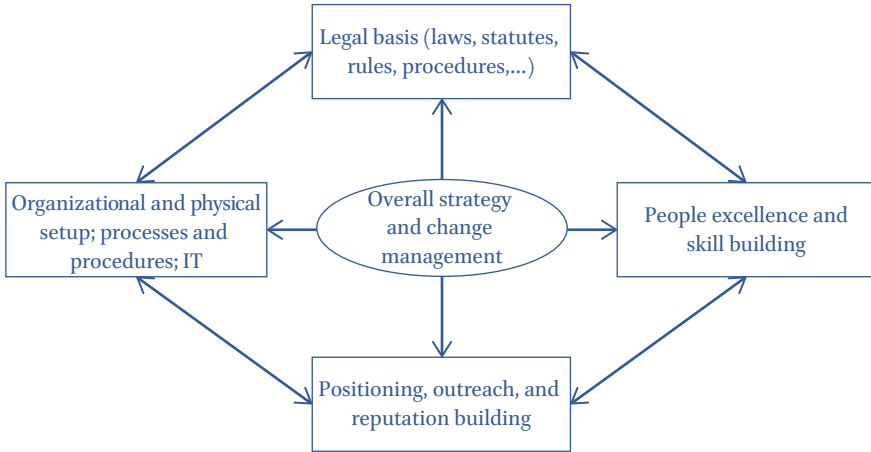 Legal basis (laws, statutes,
rules, procedures,...)
Organizational and physical
setup; processes and
procedures; IT
Overall strategy
and change
management
People excellence and
skill building
Positioning, outreach, and
reputation building